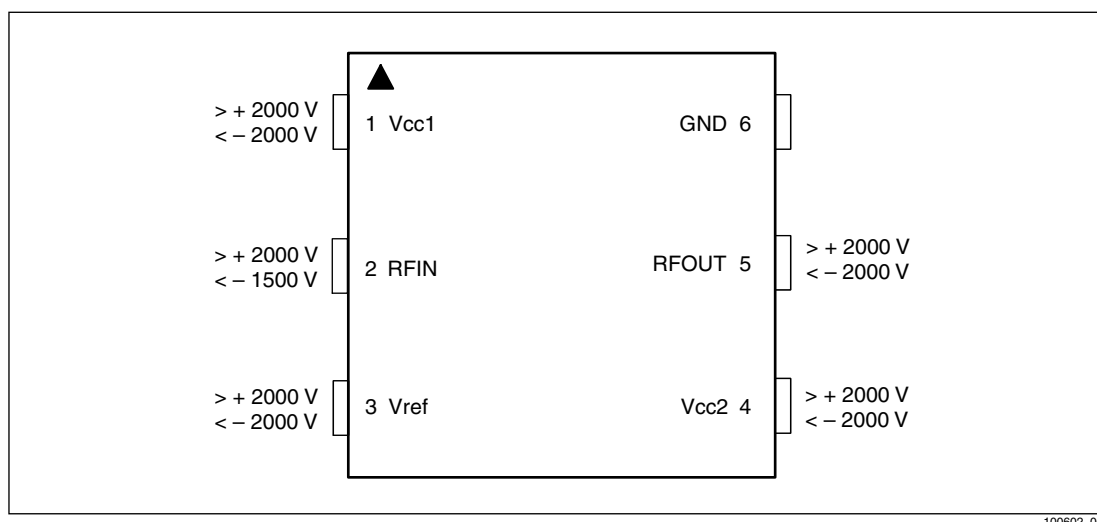 > + 2000 V
< – 2000 V
1 Vcc1
GND 6
> + 2000 V
< – 1500 V
2 RFIN
RFOUT 5
> + 2000 V
< – 2000 V
> + 2000 V
< – 2000 V
3 Vref
Vcc2 4
> + 2000 V
< – 2000 V